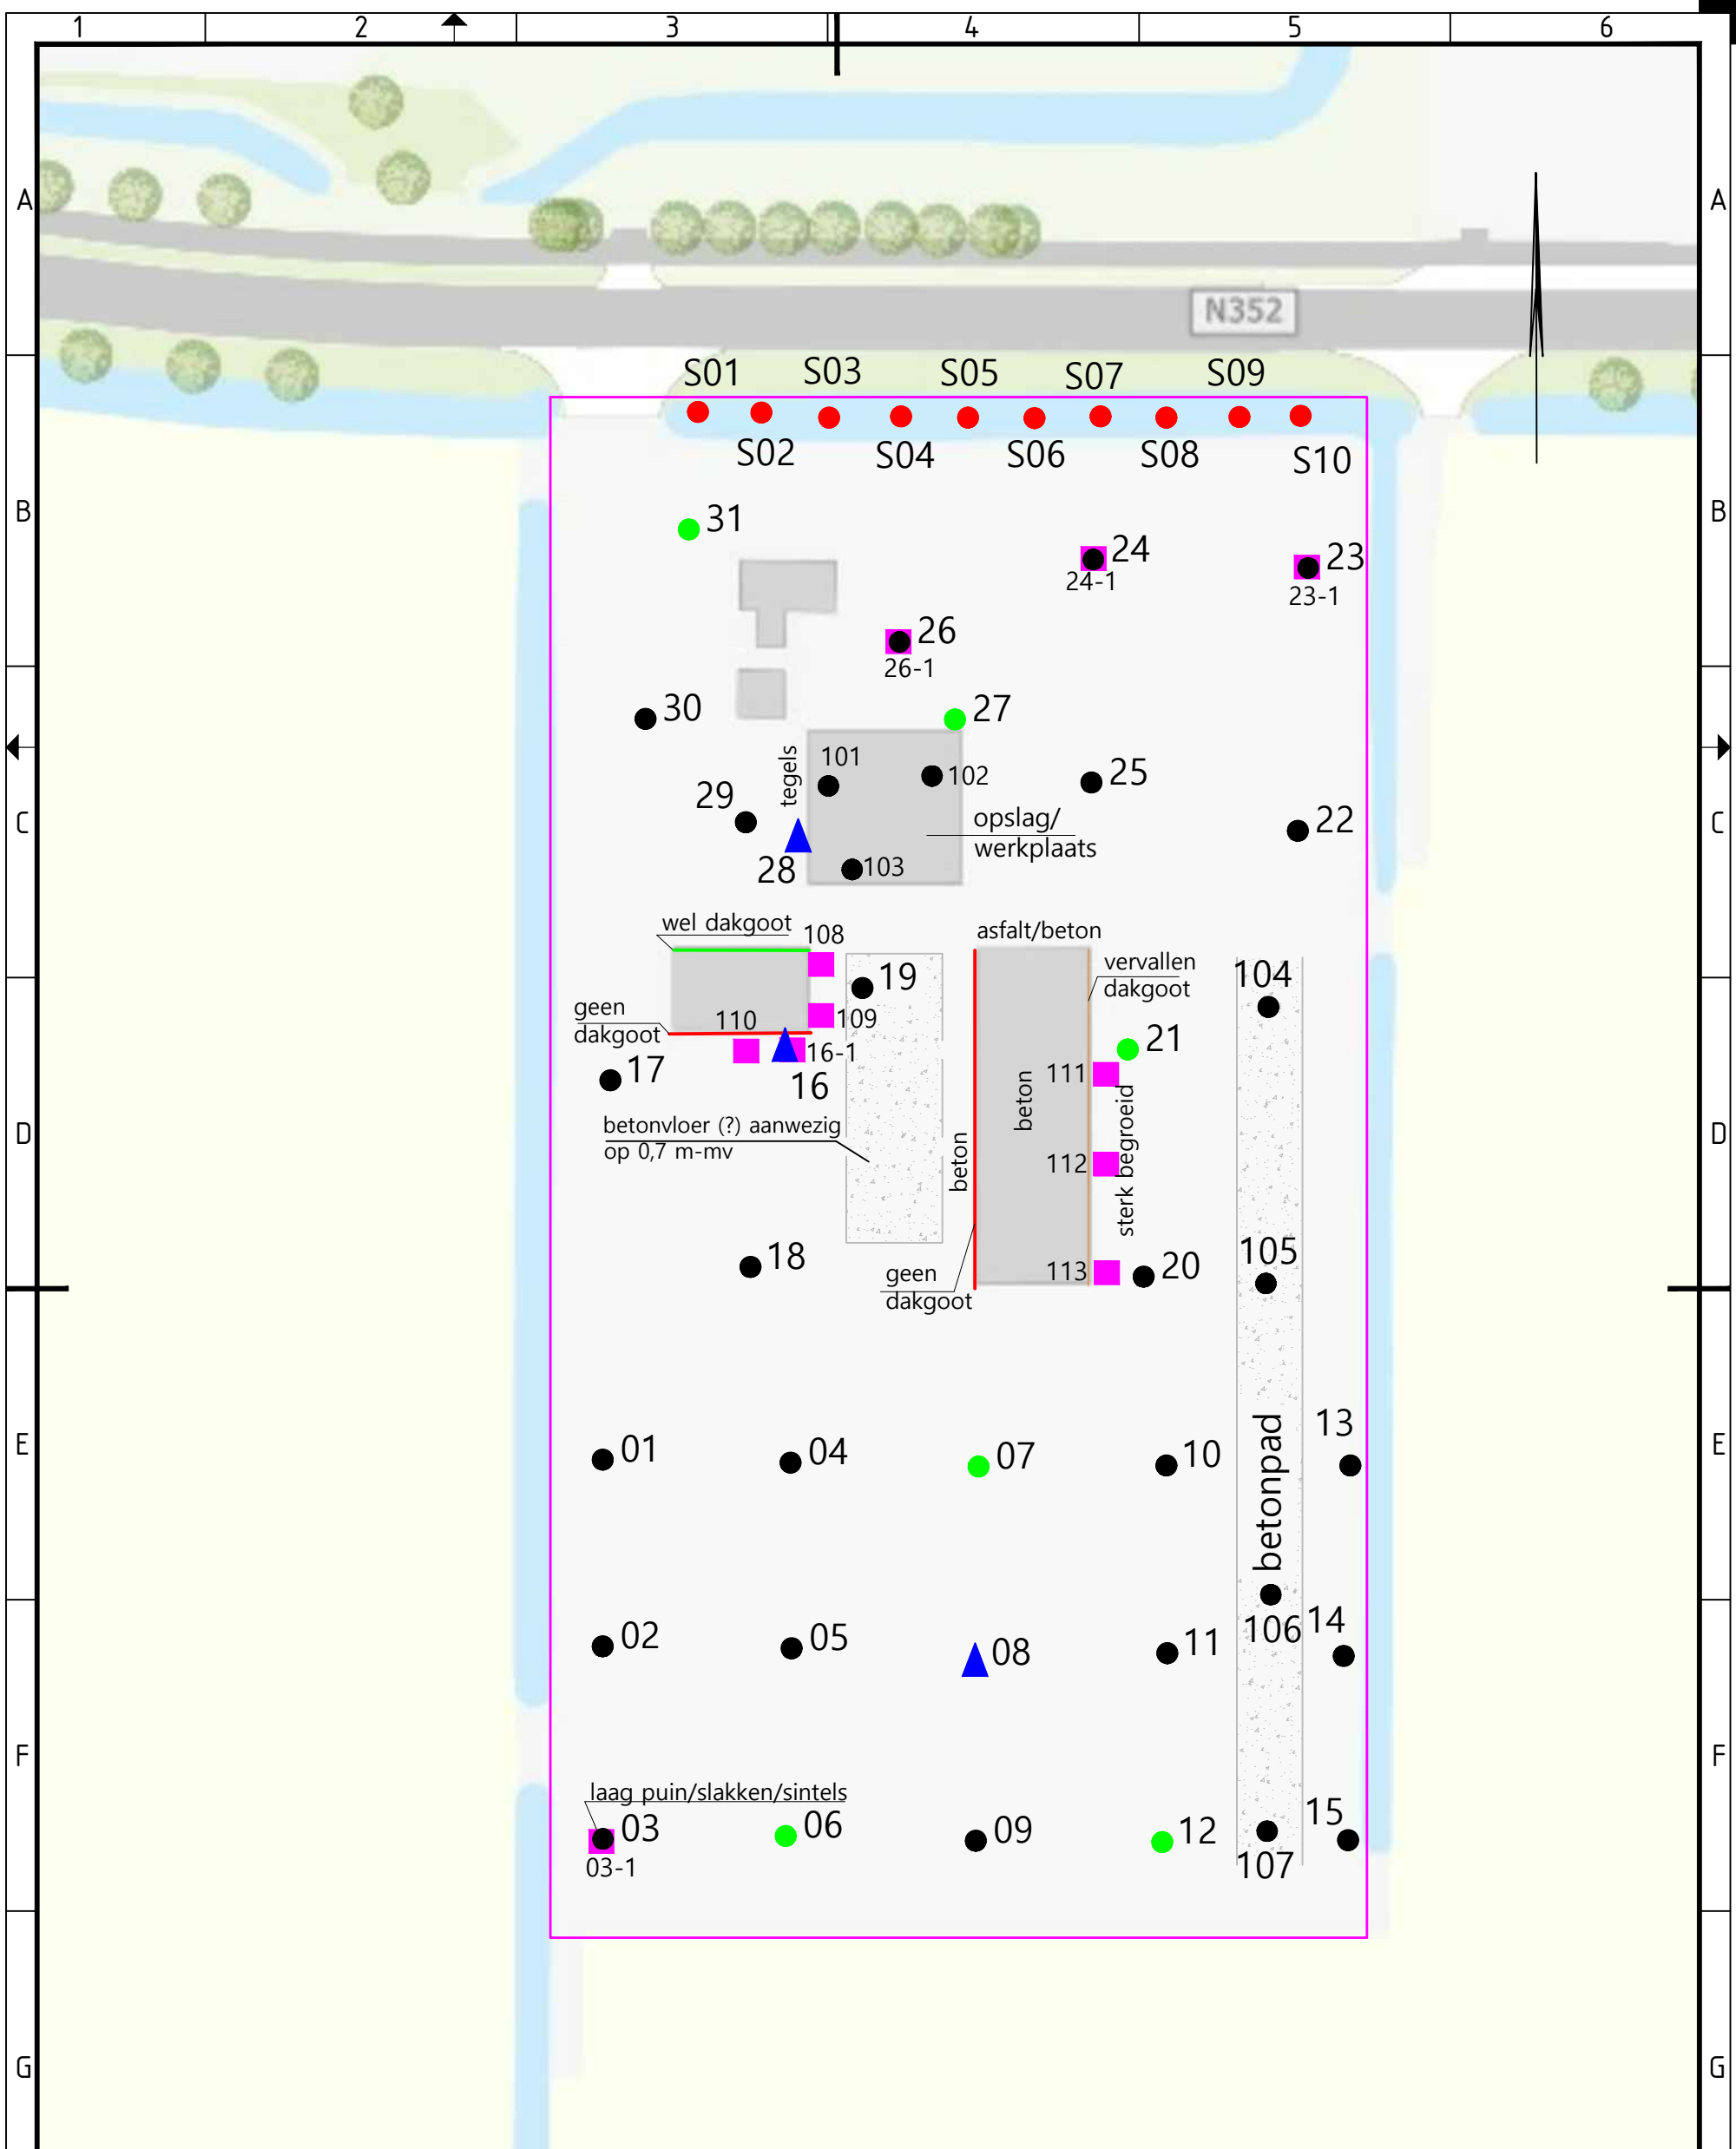 1 2 3 4 5 6
A A
N352
S01 S03 S05 S07 S09
S02 S04 S06 S08 S10
B B
31
24
24-1
23
23-1
26
26-1
30
27
101
102
tegels
25
29
C C
opslag/
werkplaats
22
28
103
wel dakgoot
108
asfalt/beton
vervallen
dakgoot
19
104
geen
dakgoot
110
109
16-1
21
17
16
111
beton
sterk begroeid
betonvloer (?) aanwezig
op 0,7 m-mv
D D
beton
112
18
geen
dakgoot
113
20
105
13
E E
01
04
07
10
betonpad
02
05
08
11
106
14
F F
laag puin/slakken/sintels
03
03-1
06
09
12
15
107
G G